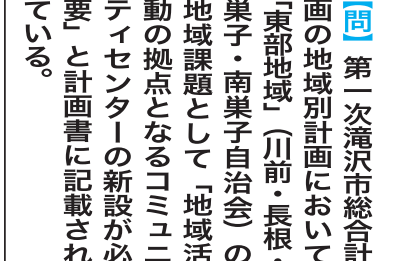 【問】第一次滝沢市総合計
画の地域別計画において
「東部地域」(川前・長根・
巣子・南巣子自治会)の
地域課題として「地域活
動の拠点となるコミュニ
ティセンターの新設が必
要」と計画書に記載され
ている。